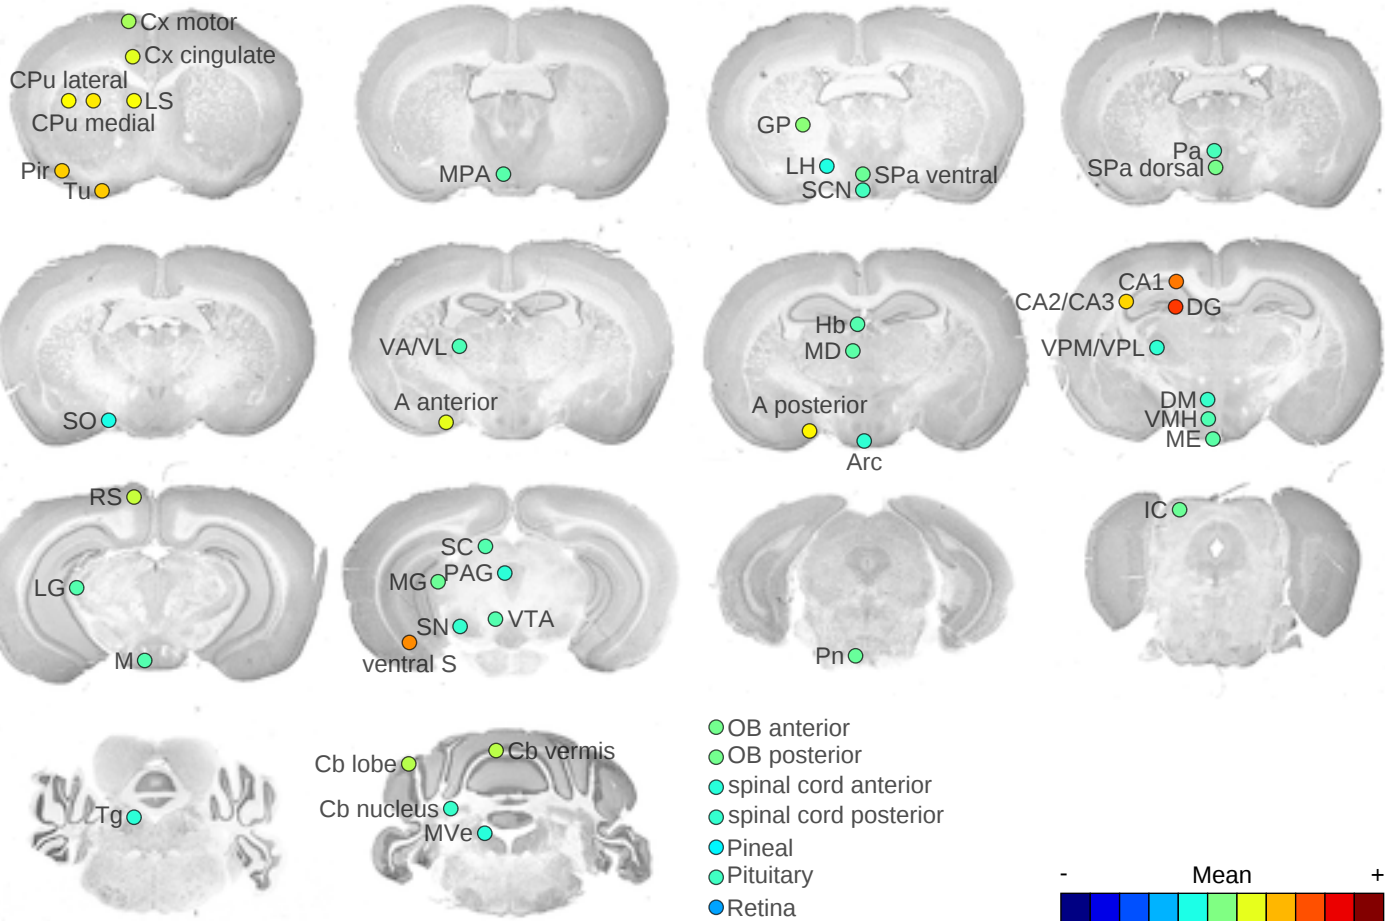 Cx motor
Cx cingulate
CPu lateral
LS
CPu medial
Pir
Tu
MPA
GP
LH
SPa ventral
SCN
Pa
SPa dorsal
SO
VA/VL
A anterior
Hb
MD
A posterior
Arc
CA1
CA2/CA3
DG
VPM/VPL
DM
VMH
ME
RS
LG
M
SC
PAG
MG
SN
VTA
ventral S
Pn
IC
Tg
Cb lobe
Cb vermis
Cb nucleus
MVe
OB anterior
OB posterior
spinal cord anterior
spinal cord posterior
Pineal
Pituitary
Retina
- Mean +